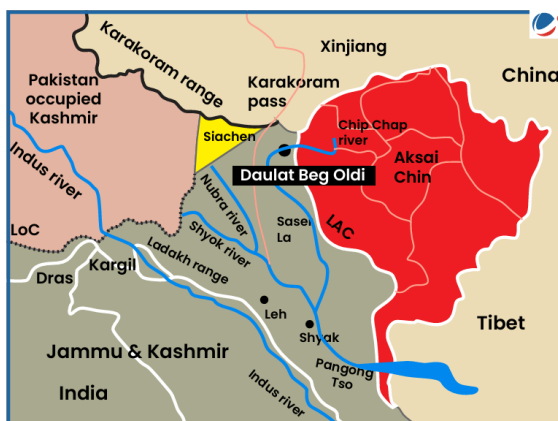 Karakoram range
Xinjiang
China
Pakistan
occupied
Kashmir
Karakoram
pass
Siachen
Chip Chap
river
Aksai
Chin
Daulat Beg Oldi
Indus river
Nubra river
Saser
La
LAC
LoC
Shyok river
Ladakh range
Dras
Kargil
Leh
Shyak
Tibet
Jammu & Kashmir
Pangong
Tso
India
Indus river